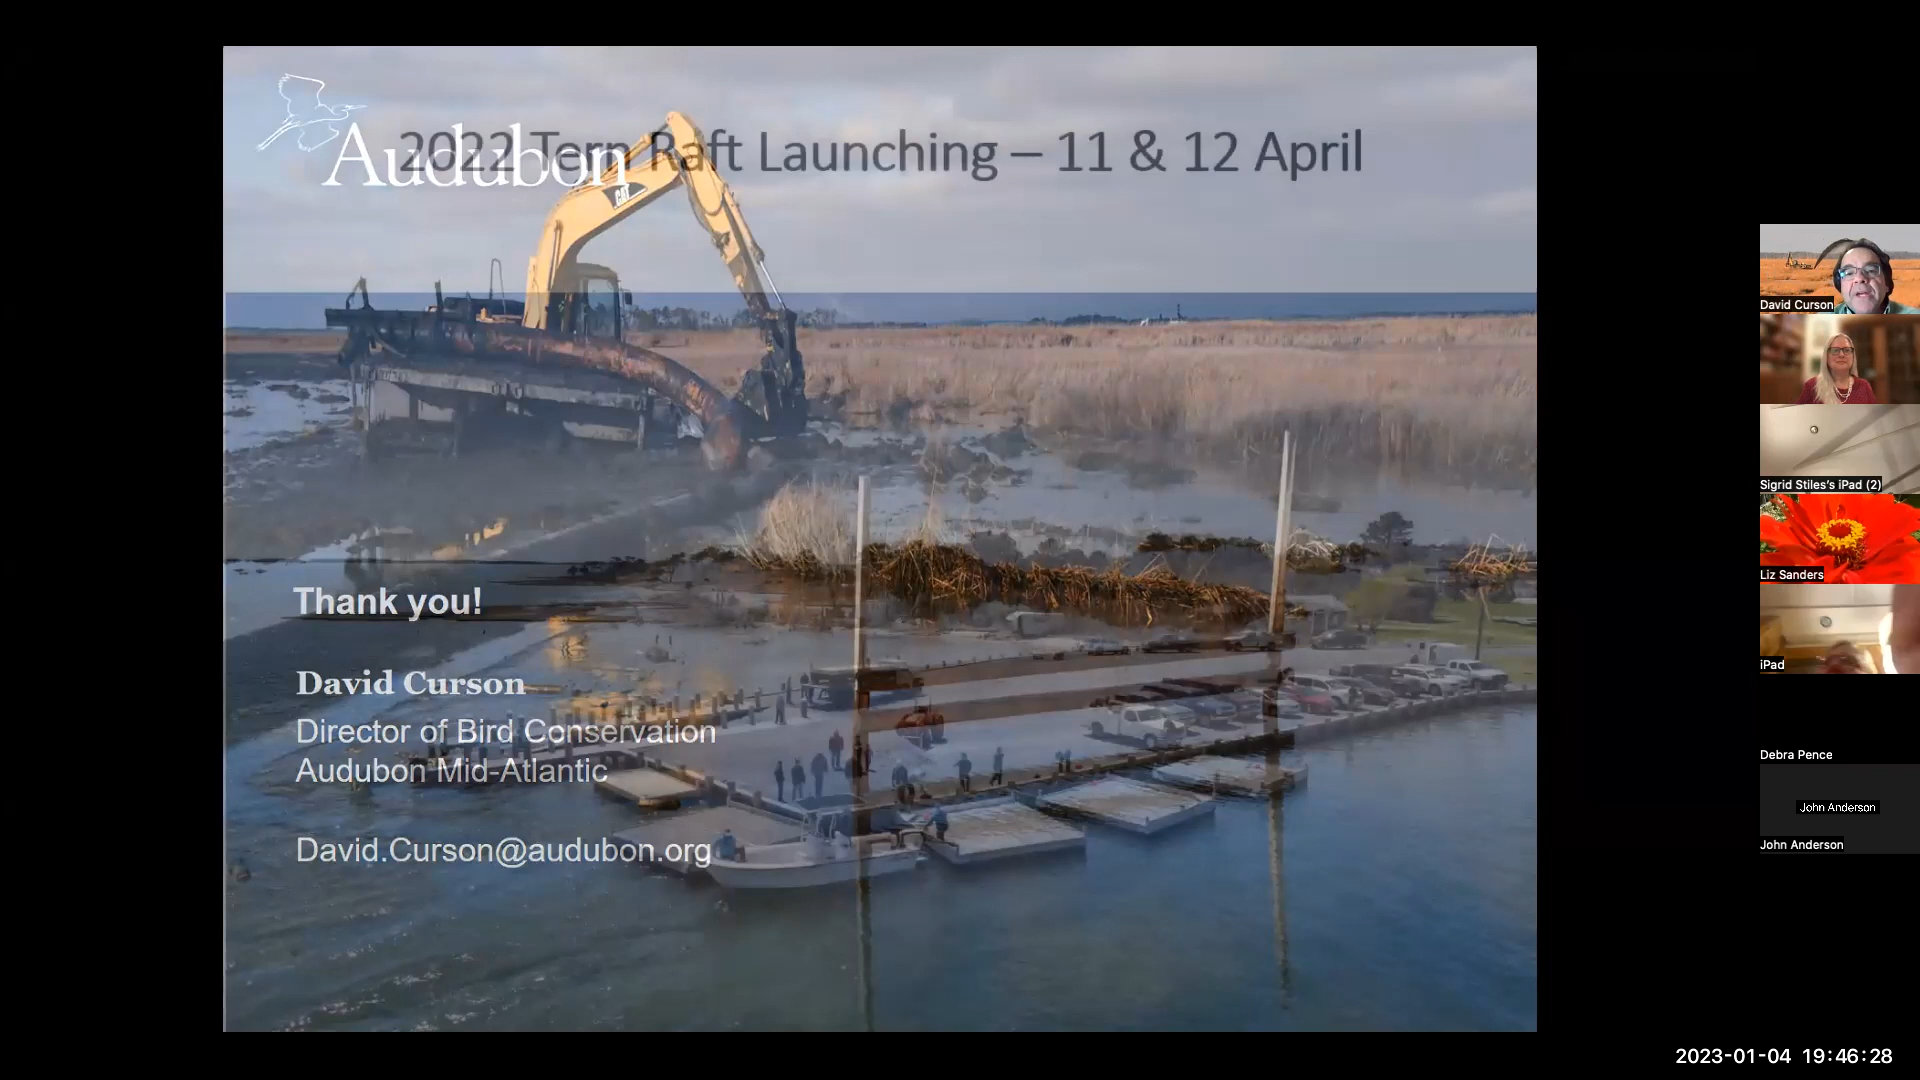 Audubon
2022 Tern Raft Launching – 11 & 12 April
CAT
Thank you!
David Curson
Director of Bird Conservation
Audubon Mid-Atlantic
David.Curson@audubon.org
David Curson
Sigrid Stiles's iPad (2)
Liz Sanders
iPad
Debra Pence
John Anderson
John Anderson
2023-01-04 19:46:28